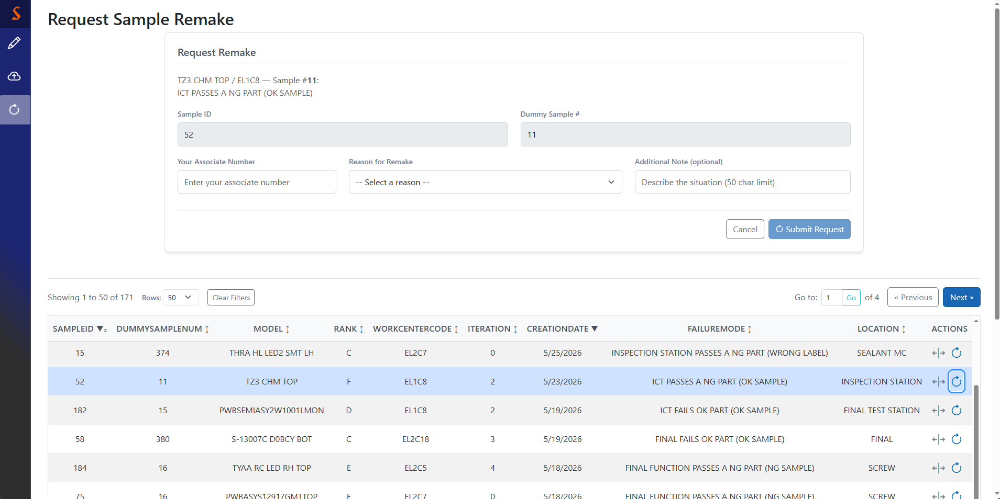 Request Sample Remake
Request Remake
TZ3 CHM TOP / EL1C8 — Sample #11:
ICT PASSES A NG PART (OK SAMPLE)
Sample ID Dummy Sample #
52 11
Your Associate Number Reason for Remake Additional Note (optional)
Enter your associate number -- Select a reason -- Describe the situation (50 char limit)
Cancel Submit Request
Showing 1 to 50 of 171 Rows: 50 Clear Filters Go to: 1 Go of 4 « Previous Next »
SAMPLEID ▼2 DUMMYSAMPLENUM MODEL RANK WORKCENTERCODE ITERATION CREATIONDATE ▼ FAILUREMODE LOCATION ACTIONS
15 374 THRA HL LED2 SMT LH C EL2C7 0 5/25/2026 INSPECTION STATION PASSES A NG PART (WRONG LABEL) SEALANT MC
52 11 TZ3 CHM TOP F EL1C8 2 5/23/2026 ICT PASSES A NG PART (OK SAMPLE) INSPECTION STATION
182 15 PWBSEMIASY2W1001LMON D EL1C8 2 5/19/2026 ICT FAILS OK PART (OK SAMPLE) FINAL TEST STATION
58 380 S-13007C D0BCY BOT C EL2C18 3 5/19/2026 FINAL FAILS OK PART (OK SAMPLE) FINAL
184 16 TYAA RC LED RH TOP E EL2C5 4 5/18/2026 FINAL FUNCTION PASSES A NG PART (NG SAMPLE) SCREW
75 16 PWBASYS12917GMTTOP 0 5/18/2026 FINAL FUNCTION PASSES A NG PART (NG SAMPLE) SCREW